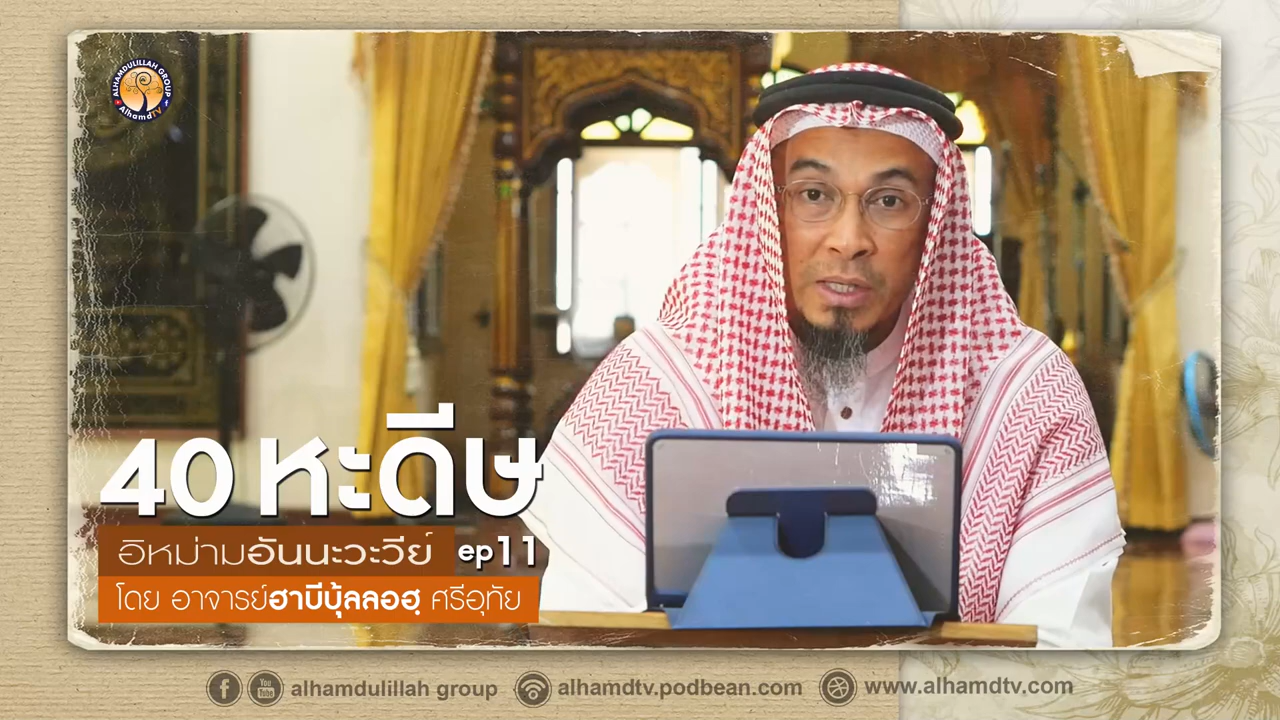 ALHAMDULILLAH GROUP
AlhamdTV
40 หะดีษ
อิหม่ามอันนะวะวีย์ ep11
โดย อาจารย์ฮาบีบุ้ลลอฮฺ ศรีอุทัย
f You Tube alhamdulillah group alhamdtv.podbean.com www.alhamdtv.com